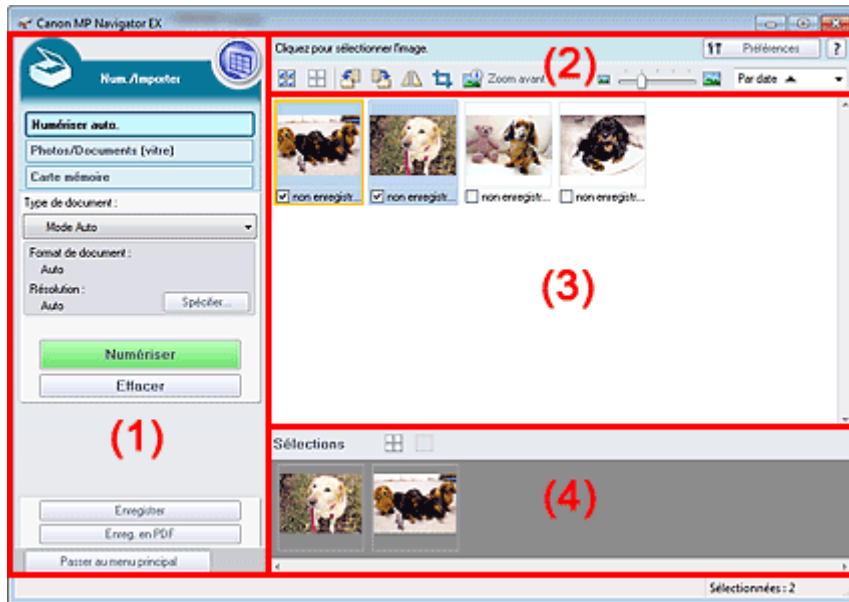 Canon MP Navigator EX
Num./Importer
Numériser auto.
Photos/Documents (vitre)
Carte mémoire
Type de document :
Mode Auto
Format de document :
Auto
Résolution :
Auto
Spécifier...
Numériser
Effacer
(1)
Enregistrer
Enreg. en PDF
Passer au menu principal
Cliquez pour sélectionner l'image.
Préférences
?
Zoom avant
(2)
Par date
non enregistr...
non enregistr...
non enregistr...
non enregistr...
(3)
Sélections
(4)
Sélectionnées : 2